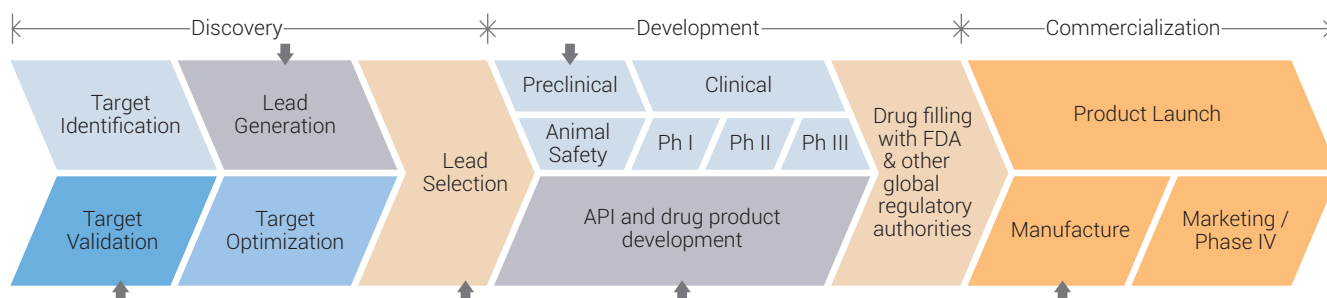 Discovery
Development
Commercialization
Target
Identification
Lead
Generation
Target
Validation
Target
Optimization
Lead
Selection
Preclinical
Clinical
Animal
Safety
Ph I
Ph II
Ph III
API and drug product
development
Drug filling
with FDA
& other
global
regulatory
authorities
Product Launch
Manufacture
Marketing /
Phase IV